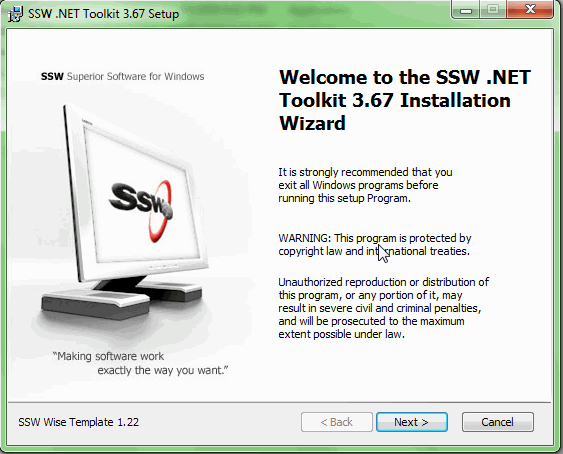 SSW .NET Toolkit 3.67 Setup
SSW Superior Software for Windows
SSW
Welcome to the SSW .NET
Toolkit 3.67 Installation
Wizard
It is strongly recommended that you
exit all Windows programs before
running this setup Program.
WARNING: This program is protected by
copyright law and international treaties.
Unauthorized reproduction or distribution of
this program, or any portion of it, may
result in severe civil and criminal penalties,
and will be prosecuted to the maximum
extent possible under law.
“Making software work
exactly the way you want.”
SSW Wise Template 1.22
< Back
Next >
Cancel